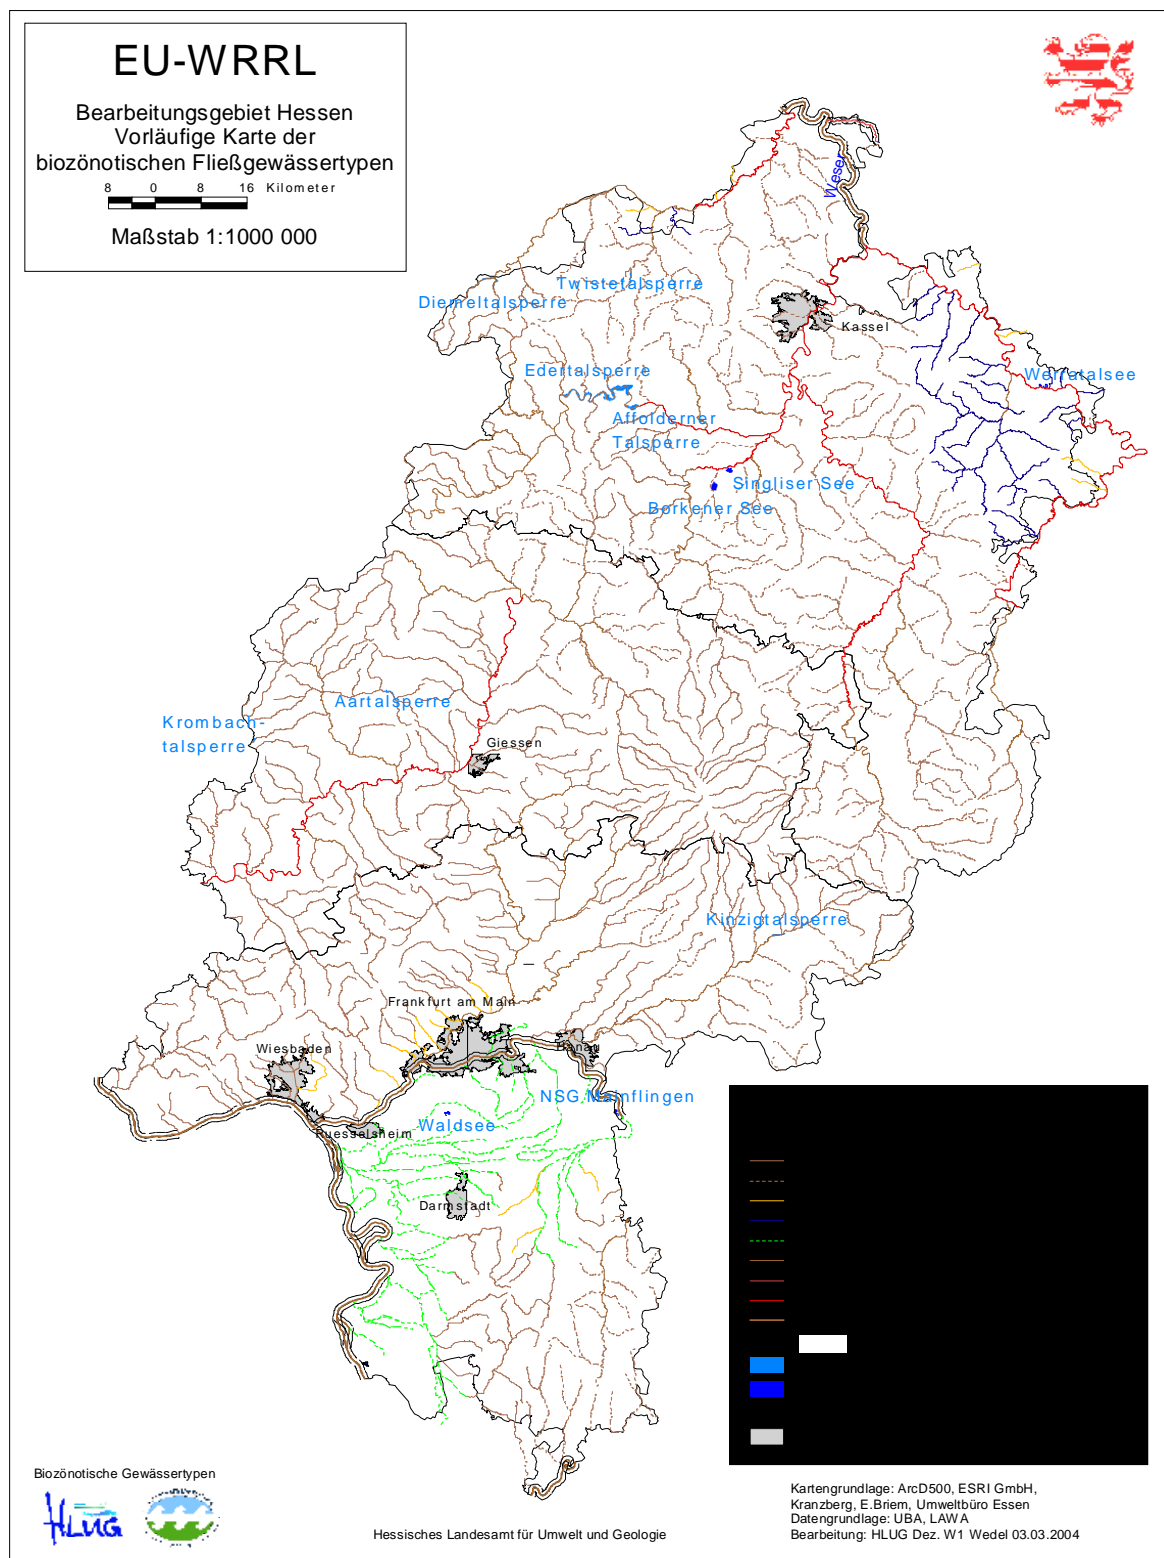 EU-WRRL
Bearbeitungsgebiet Hessen
Vorläufige Karte der
biozönotischen Fließgewässertypen
8 0 8 16 Kilometer
Maßstab 1:1000 000
Weser
Twistetalsperre
Diemeltalsperre
Kassel
Edertalsperre
Werratalsee
Affolderner
Talsperre
Singliser See
Borkener See
Aartalsperre
Krombach-
talsperre
Giessen
Kinzigtalsperre
Frankfurt am Main
Wiesbaden
Hanau
NSG Mainflingen
Waldsee
Ruesselsheim
Darmstadt
Biozönotische Gewässertypen
HLUG
Hessisches Landesamt für Umwelt und Geologie
Kartengrundlage: ArcD500, ESRI GmbH,
Kranzberg, E.Briem, Umweltbüro Essen
Datengrundlage: UBA, LAWA
Bearbeitung: HLUG Dez. W1 Wedel 03.03.2004